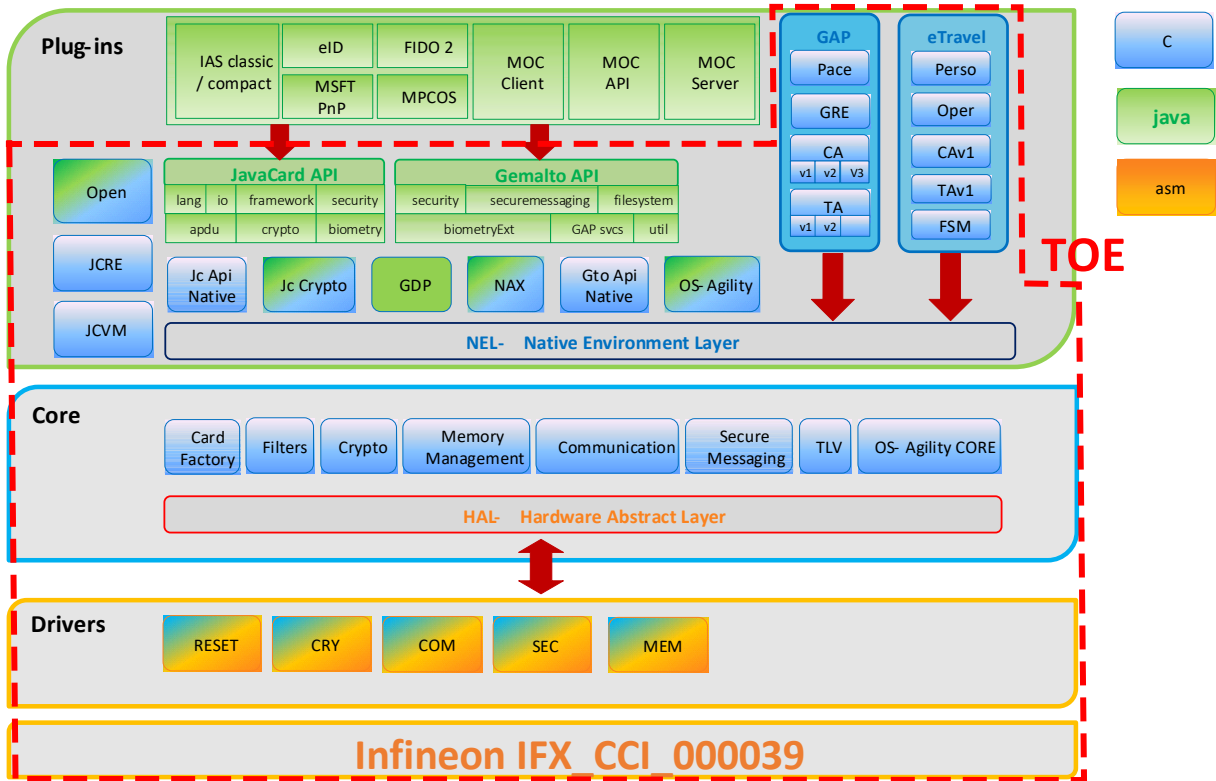 Plug-ins
IAS classic
/ compact
eID
FIDO 2
MSFT
PnP
MPCOS
MOC
Client
MOC
API
MOC
Server
GAP
Pace
GRE
CA
v1 v2 V3
TA
v1 v2
eTravel
Perso
Oper
CAv1
TAv1
FSM
C
java
asm
TOE
Open
JCRE
JCVM
JavaCard API
lang io framework security
apdu crypto biometry
Gemalto API
security securemessaging filesystem
biometryExt GAP svcs util
Jc Api
Native
Jc Crypto
GDP
NAX
Gto Api
Native
OS- Agility
NEL- Native Environment Layer
Core
Card
Factory
Filters
Crypto
Memory
Management
Communication
Secure
Messaging
TLV
OS- Agility CORE
HAL- Hardware Abstract Layer
Drivers
RESET
CRY
COM
SEC
MEM
Infineon IFX_CCI_000039